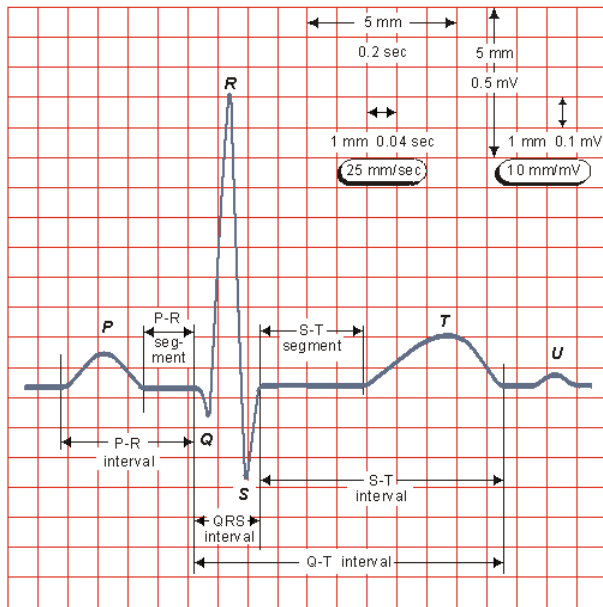 5 mm
0.2 sec
5 mm
0.5 mV
1 mm 0.04 sec
1 mm 0.1 mV
25 mm/sec
10 mm/mV
R
P
P-R
seg-
ment
S-T
segment
T
U
Q
P-R
interval
S
S-T
interval
QRS
interval
Q-T interval